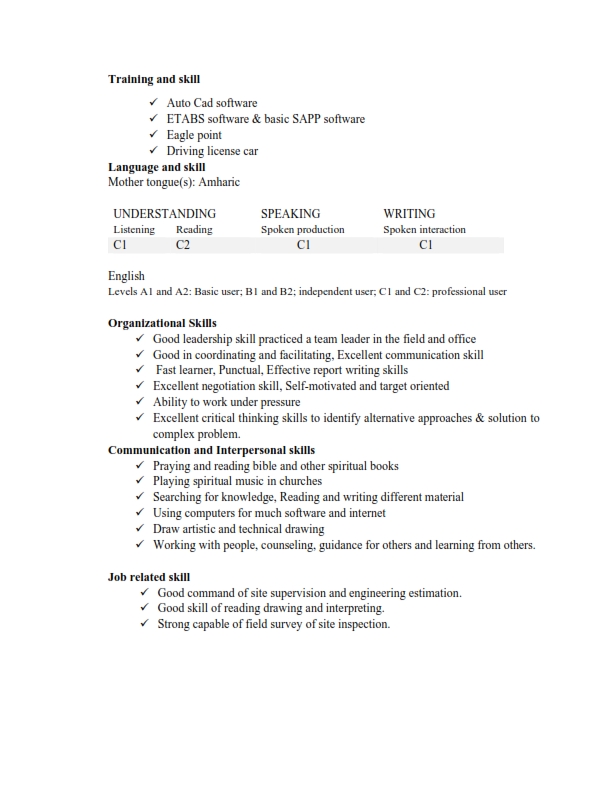 Training and skill
✓ Auto Cad software
✓ ETABS software & basic SAPP software
✓ Eagle point
✓ Driving license car
Language and skill
Mother tongue(s): Amharic
UNDERSTANDING SPEAKING WRITING
Listening Reading Spoken production Spoken interaction
C1 C2 C1 C1
English
Levels A1 and A2: Basic user; B1 and B2; independent user; C1 and C2: professional user
Organizational Skills
✓ Good leadership skill practiced a team leader in the field and office
✓ Good in coordinating and facilitating, Excellent communication skill
✓ Fast learner, Punctual, Effective report writing skills
✓ Excellent negotiation skill, Self-motivated and target oriented
✓ Ability to work under pressure
✓ Excellent critical thinking skills to identify alternative approaches & solution to
complex problem.
Communication and Interpersonal skills
✓ Praying and reading bible and other spiritual books
✓ Playing spiritual music in churches
✓ Searching for knowledge, Reading and writing different material
✓ Using computers for much software and internet
✓ Draw artistic and technical drawing
✓ Working with people, counseling, guidance for others and learning from others.
Job related skill
✓ Good command of site supervision and engineering estimation.
✓ Good skill of reading drawing and interpreting.
✓ Strong capable of field survey of site inspection.